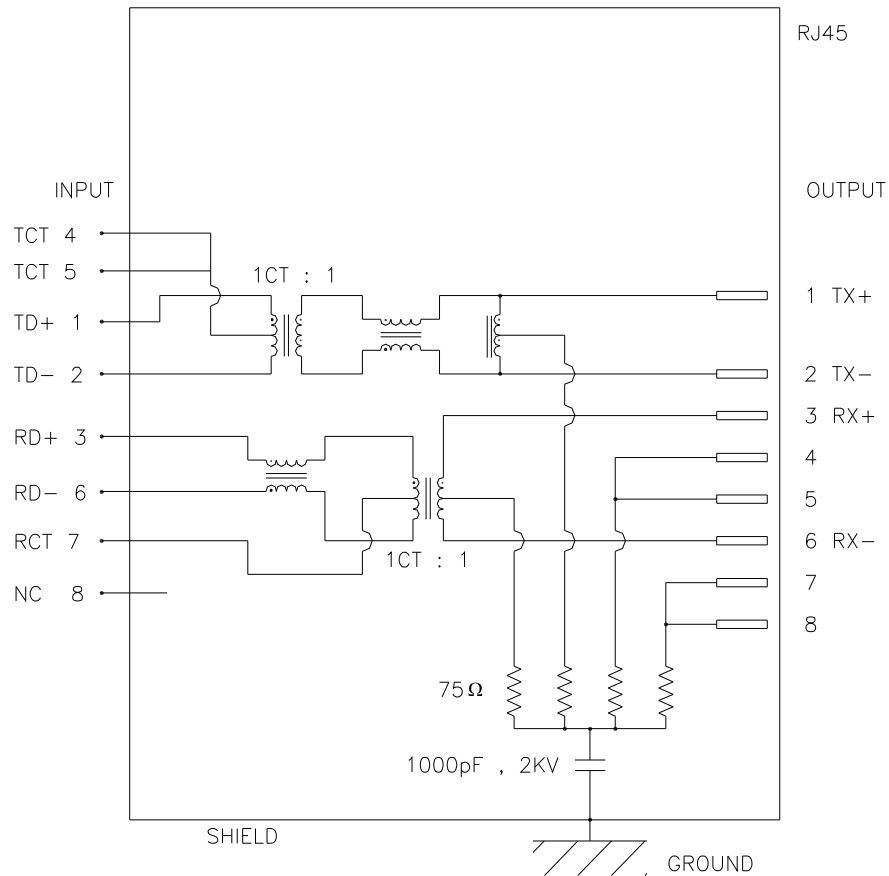 RJ45
INPUT
OUTPUT
TCT 4
TCT 5
1CT : 1
1 TX+
TD+ 1
TD- 2
2 TX-
3 RX+
RD+ 3
4
RD- 6
5
RCT 7
6 RX-
1CT : 1
7
NC 8
8
75Ω
1000pF , 2KV
SHIELD
GROUND